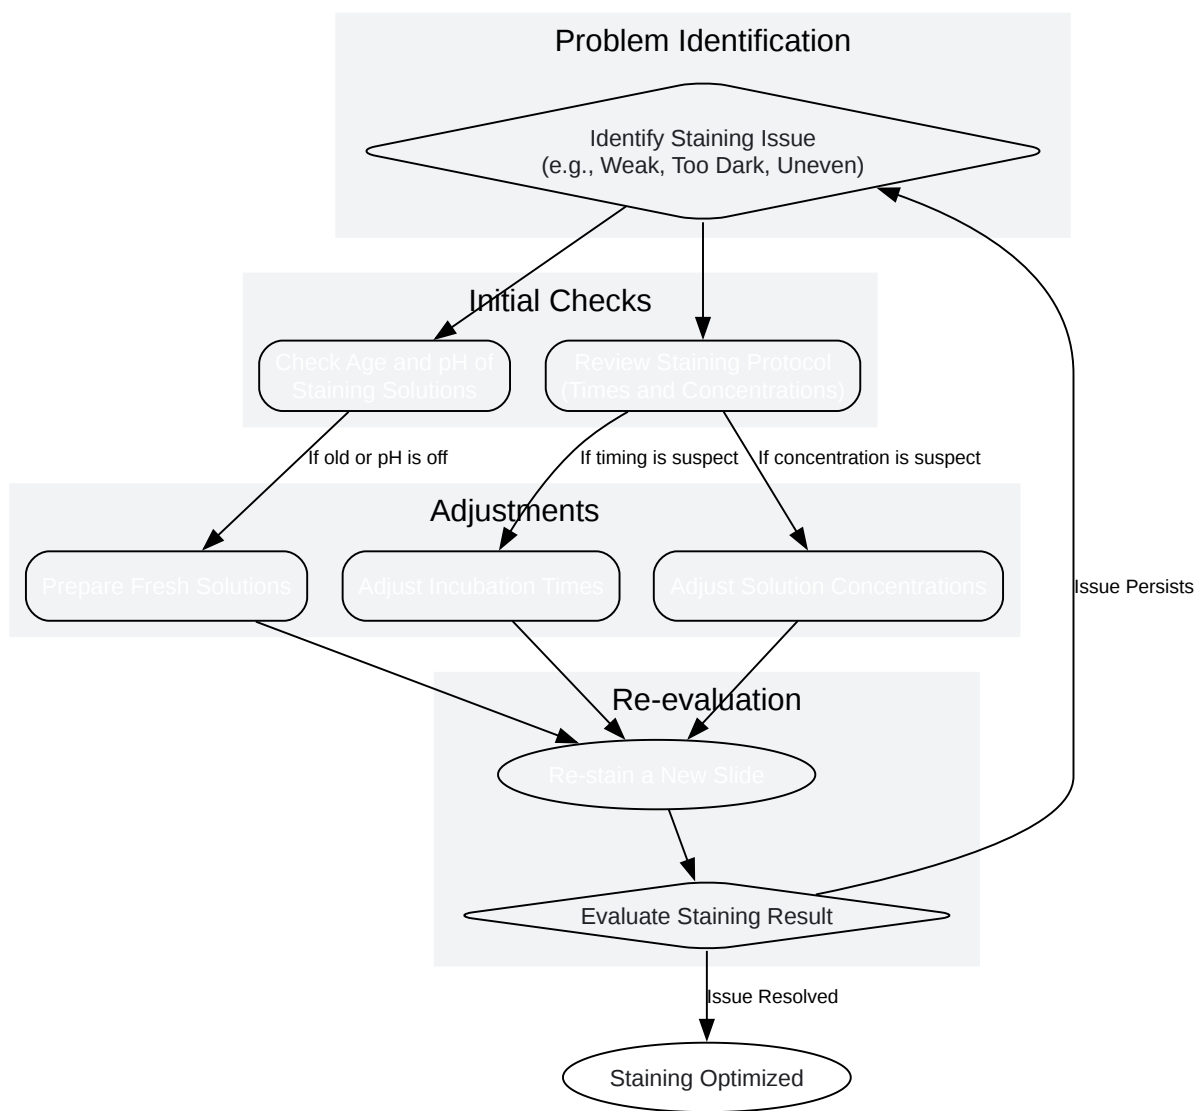 Problem Identification
Identify Staining Issue
(e.g., Weak, Too Dark, Uneven)
Initial Checks
Check Age and pH of
Staining Solutions
Review Staining Protocol
(Times and Concentrations)
If old or pH is off
If timing is suspect
If concentration is suspect
Adjustments
Prepare Fresh Solutions
Adjust Incubation Times
Adjust Solution Concentrations
Issue Persists
Re-evaluation
Re-stain a New Slide
Evaluate Staining Result
Issue Resolved
Staining Optimized